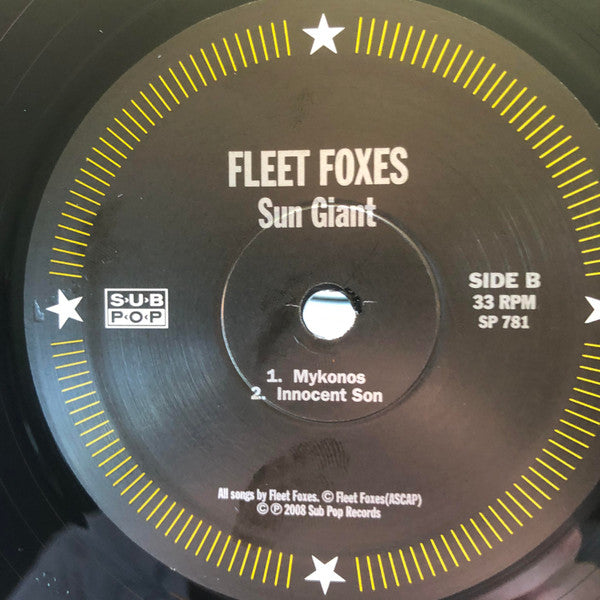 FLEET FOXES
Sun Giant
SUB
POP
SIDE B
33 RPM
SP 781
1. Mykonos
2. Innocent Son
All songs by Fleet Foxes. © Fleet Foxes(ASCAP)
© ℗ 2008 Sub Pop Records